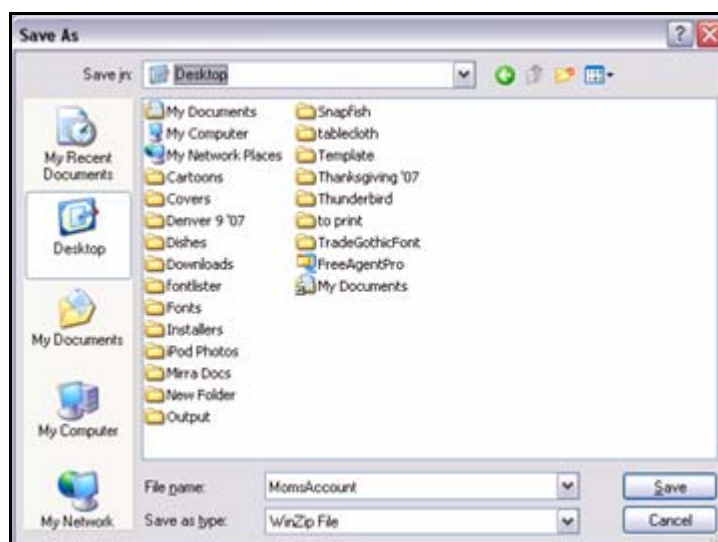 Save As
Save in: Desktop
My Recent Documents
Desktop
My Documents
My Computer
My Network
My Documents
My Computer
My Network Places
Cartoons
Covers
Denver 9 '07
Dishes
Downloads
fontlister
Fonts
Installers
iPod Photos
Mirra Docs
New Folder
Output
Snapfish
tablecloth
Template
Thanksgiving '07
Thunderbird
to print
TradeGothicFont
FreeAgentPro
My Documents
File name: MomsAccount
Save
Save as type: WinZip File
Cancel